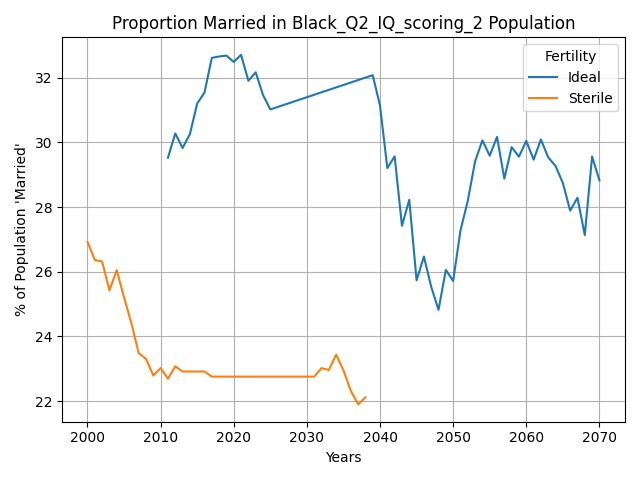 Proportion Married in Black_Q2_IQ_scoring_2 Population
Fertility
Ideal
Sterile
% of Population 'Married'
32
30
28
26
24
22
2000 2010 2020 2030 2040 2050 2060 2070
Years